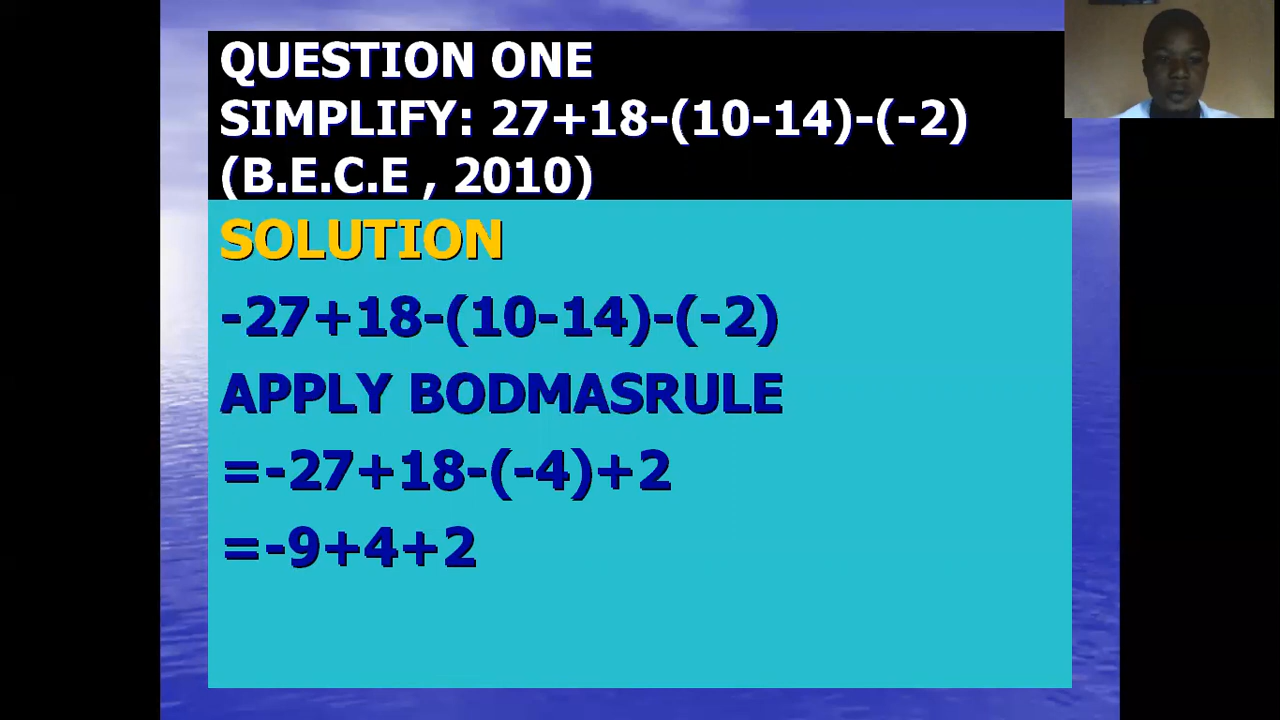 QUESTION ONE
SIMPLIFY: 27+18-(10-14)-(-2)
(B.E.C.E , 2010)
SOLUTION
-27+18-(10-14)-(-2)
APPLY BODMASRULE
=-27+18-(-4)+2
=-9+4+2